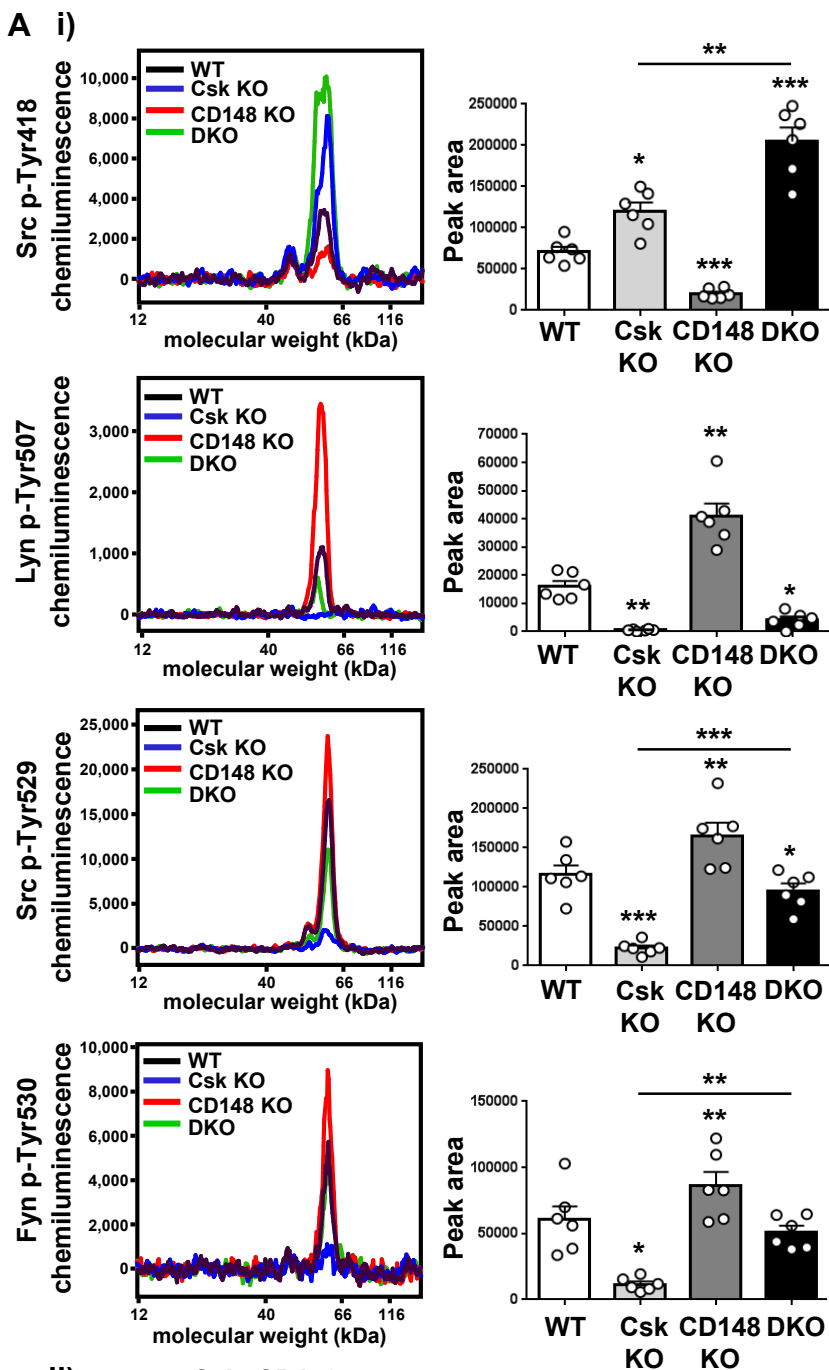 A i)
Src p-Tyr418
chemiluminescence
10,000
8,000
6,000
4,000
2,000
0
WT
Csk KO
CD148 KO
DKO
12 40 66 116
molecular weight (kDa)
**
Peak area
250000
200000
150000
100000
50000
0
* *** ***
WT Csk KO CD148 KO DKO
Lyn p-Tyr507
chemiluminescence
3,000
2,000
1,000
0
WT
Csk KO
CD148 KO
DKO
12 40 66 116
molecular weight (kDa)
Peak area
70000
60000
50000
40000
30000
20000
10000
0
** ** *
WT Csk KO CD148 KO DKO
Src p-Tyr529
chemiluminescence
25,000
20,000
15,000
10,000
5,000
0
WT
Csk KO
CD148 KO
DKO
12 40 66 116
molecular weight (kDa)
***
Peak area
250000
200000
150000
100000
50000
0
*** ** *
WT Csk KO CD148 KO DKO
Fyn p-Tyr530
chemiluminescence
10,000
8,000
6,000
4,000
2,000
0
WT
Csk KO
CD148 KO
DKO
12 40 66 116
molecular weight (kDa)
**
Peak area
150000
100000
50000
0
* **
WT Csk KO CD148 KO DKO